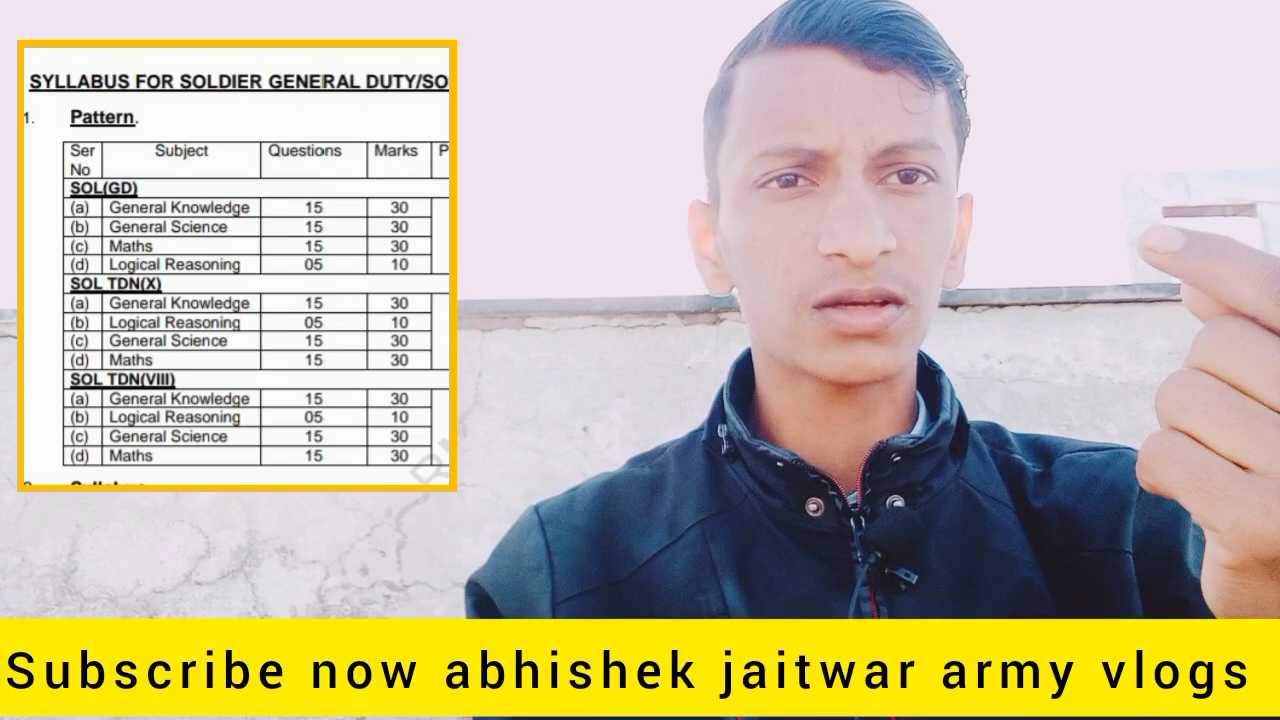 SYLLABUS FOR SOLDIER GENERAL DUTY/SO
1. Pattern.
Ser No Subject Questions Marks P
SOL(GD)
(a) General Knowledge 15 30
(b) General Science 15 30
(c) Maths 15 30
(d) Logical Reasoning 05 10
SOL TDN(X)
(a) General Knowledge 15 30
(b) Logical Reasoning 05 10
(c) General Science 15 30
(d) Maths 15 30
SOL TDN(VIII)
(a) General Knowledge 15 30
(b) Logical Reasoning 05 10
(c) General Science 15 30
(d) Maths 15 30
Subscribe now abhishek jaitwar army vlogs